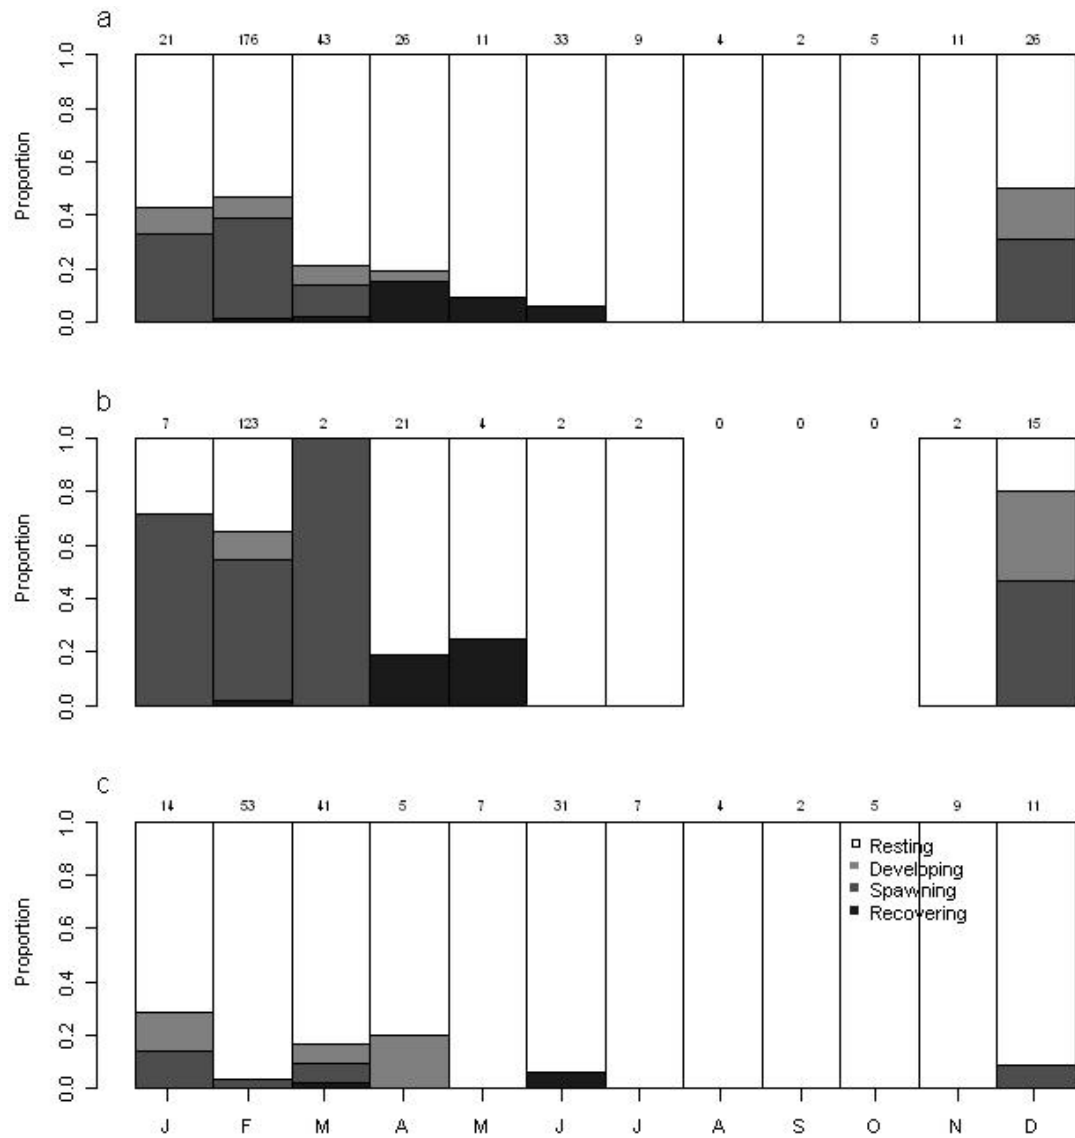 a
21 176 43 26 11 33 9 4 2 5 11 26
Proportion
1.0
0.8
0.6
0.4
0.2
0.0
b
7 123 2 21 4 2 2 0 0 0 2 15
Proportion
1.0
0.8
0.6
0.4
0.2
0.0
c
14 53 41 5 7 31 7 4 2 5 9 11
Proportion
1.0
0.8
0.6
0.4
0.2
0.0
Resting
Developing
Spawning
Recovering
J F M A M J J A S O N D